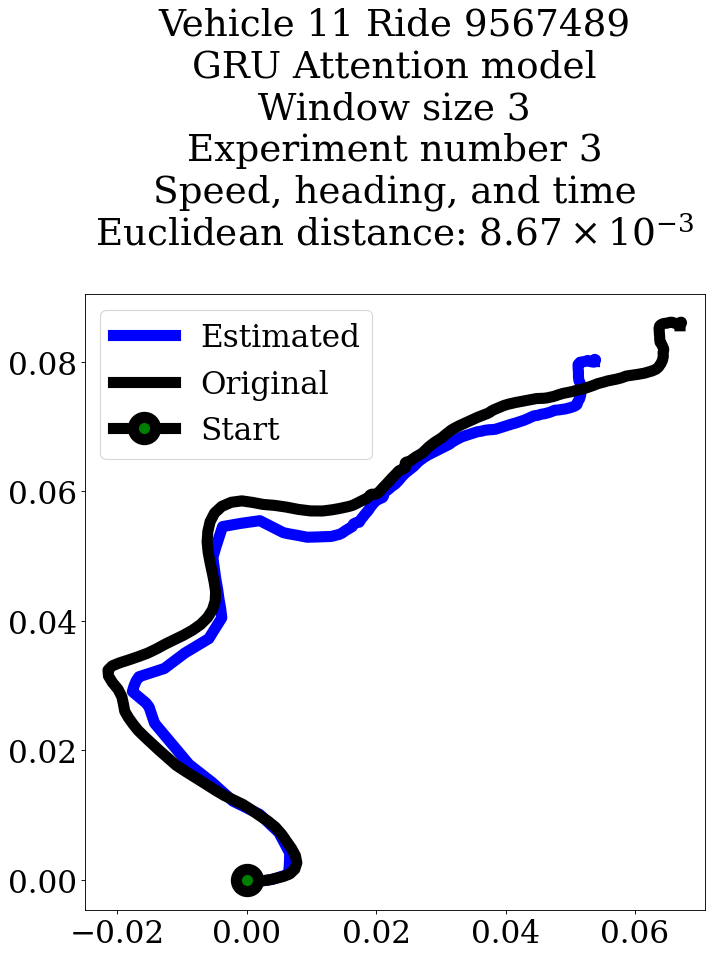 Vehicle 11 Ride 9567489
GRU Attention model
Window size 3
Experiment number 3
Speed, heading, and time
Euclidean distance: 8.67 × 10⁻³
Estimated
Original
Start
0.08
0.06
0.04
0.02
0.00
−0.02 0.00 0.02 0.04 0.06